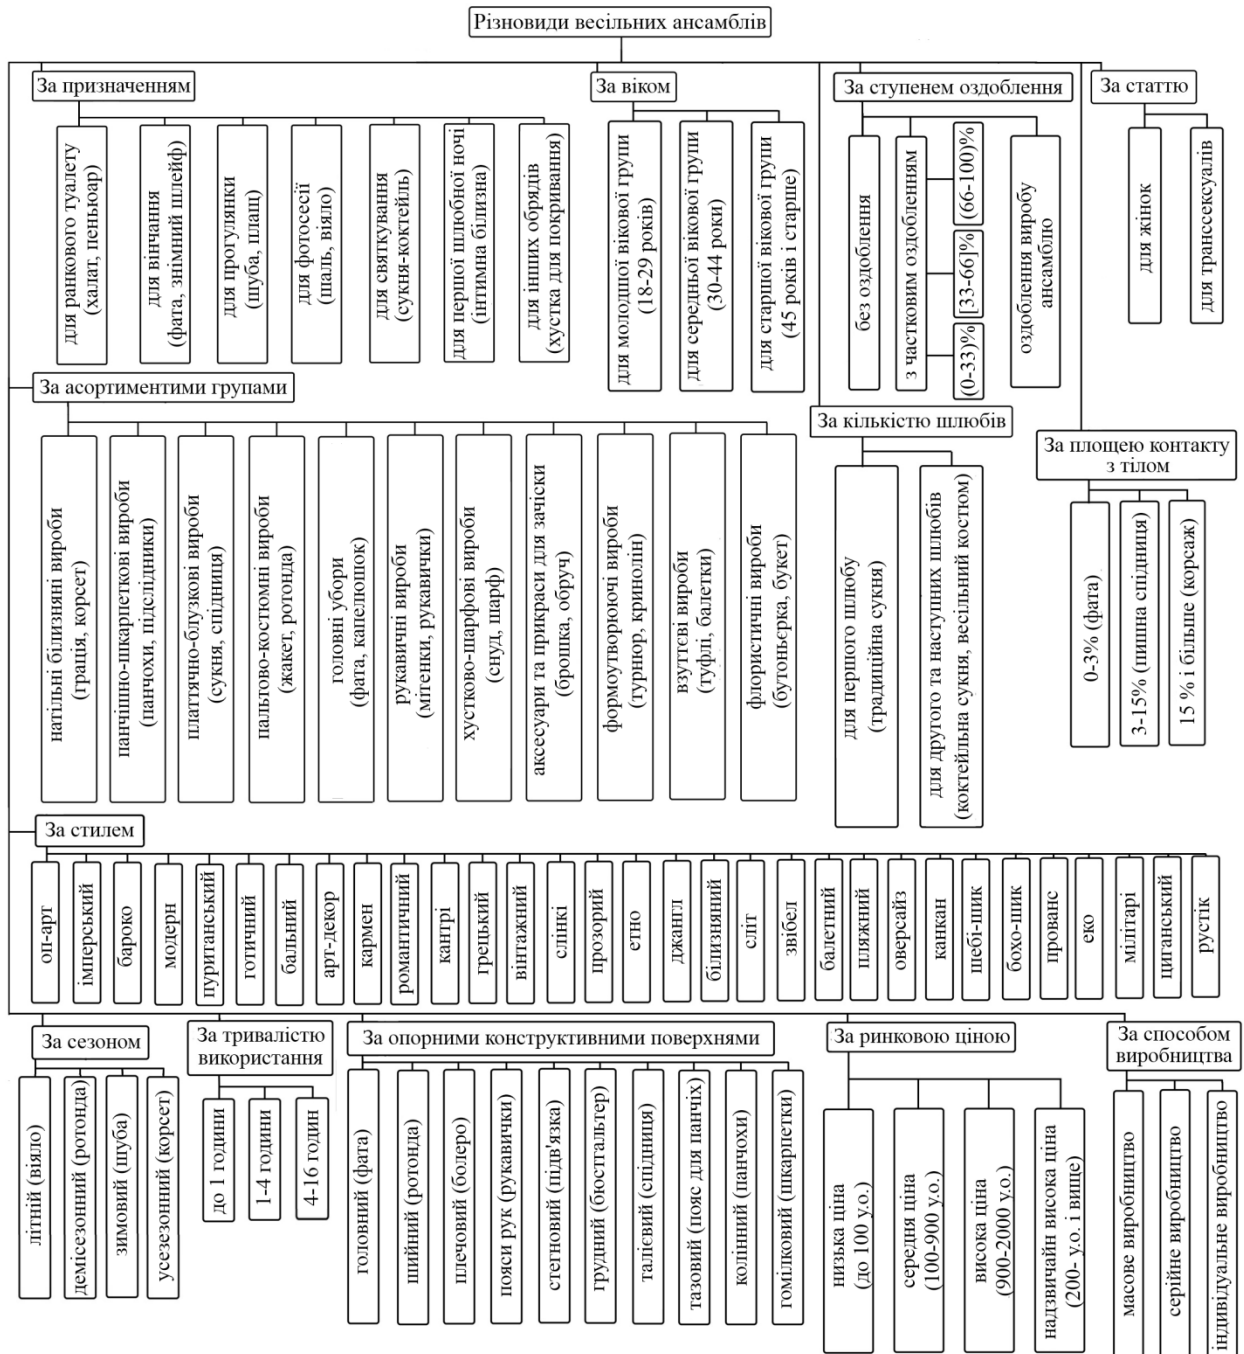 Різновиди весільних ансамблів
За призначенням
для ранкового туалету
(халат, пеньюар)
для вінчання
(фата, знімний шлейф)
для прогулянки
(шуба, плащ)
для фотосесії
(шаль, віяло)
для святкування
(сукня-коктейль)
для першої шлюбної ночі
(інтимна білизна)
для інших обрядів
(хустка для покривання)
За віком
для молодшої вікової групи
(18-29 років)
для середньої вікової групи
(30-44 роки)
для старшої вікової групи
(45 років і старше)
За ступенем оздоблення
без оздоблення
з частковим оздобленням
(66-100)%
[33-66]%
(0-33)%
оздоблення виробу
ансамблю
За статтю
для жінок
для транссексуалів
За асортиментими групами
натільні білизняні вироби
(грація, корсет)
панчішно-шкарпеткові вироби
(панчохи, підслідники)
платтячно-блузкові вироби
(сукня, спідниця)
пальтово-костюмні вироби
(жакет, ротонда)
головні убори
(фата, капелюшок)
рукавичні вироби
(мітенки, рукавички)
хустково-шарфові вироби
(снуд, шарф)
аксесуари та прикраси для зачіски
(брошка, обруч)
формоутворюючі вироби
(турнюр, кринолін)
взуттєві вироби
(туфлі, балетки)
флористичні вироби
(бутоньєрка, букет)
За кількістю шлюбів
для першого шлюбу
(традиційна сукня)
для другого та наступних шлюбів
(коктейльна сукня, весільний костюм)
За площею контакту
з тілом
0-3% (фата)
3-15% (пишна спідниця)
15 % і більше (корсаж)
За стилем
оп-арт
імперський
бароко
модерн
пуританський
готичний
бальний
арт-декор
кармен
романтичний
кантрі
грецький
вінтажний
слінкі
прозорий
етно
джангл
білизняний
сліт
звібел
балетний
пляжний
оверсайз
канкан
шебі-шик
бохо-шик
прованс
еко
мілітарі
циганський
рустік
За сезоном
літній (віяло)
демісезонний (ротонда)
зимовий (шуба)
усесезонний (корсет)
За тривалістю
використання
до 1 години
1-4 години
4-16 годин
За опорними конструктивними поверхнями
головний (фата)
шийний (ротонда)
плечовий (болеро)
пояси рук (рукавички)
стегновий (підв'язка)
грудний (бюстгальтер)
талієвий (спідниця)
тазовий (пояс для панчіх)
колінний (панчохи)
гомілковий (шкарпетки)
За ринковою ціною
низька ціна
(до 100 у.о.)
середня ціна
(100-900 у.о.)
висока ціна
(900-2000 у.о.)
надзвичайн висока ціна
(200- у.о. і вище)
За способом
виробництва
масове виробництво
серійне виробництво
індивідуальне виробництво